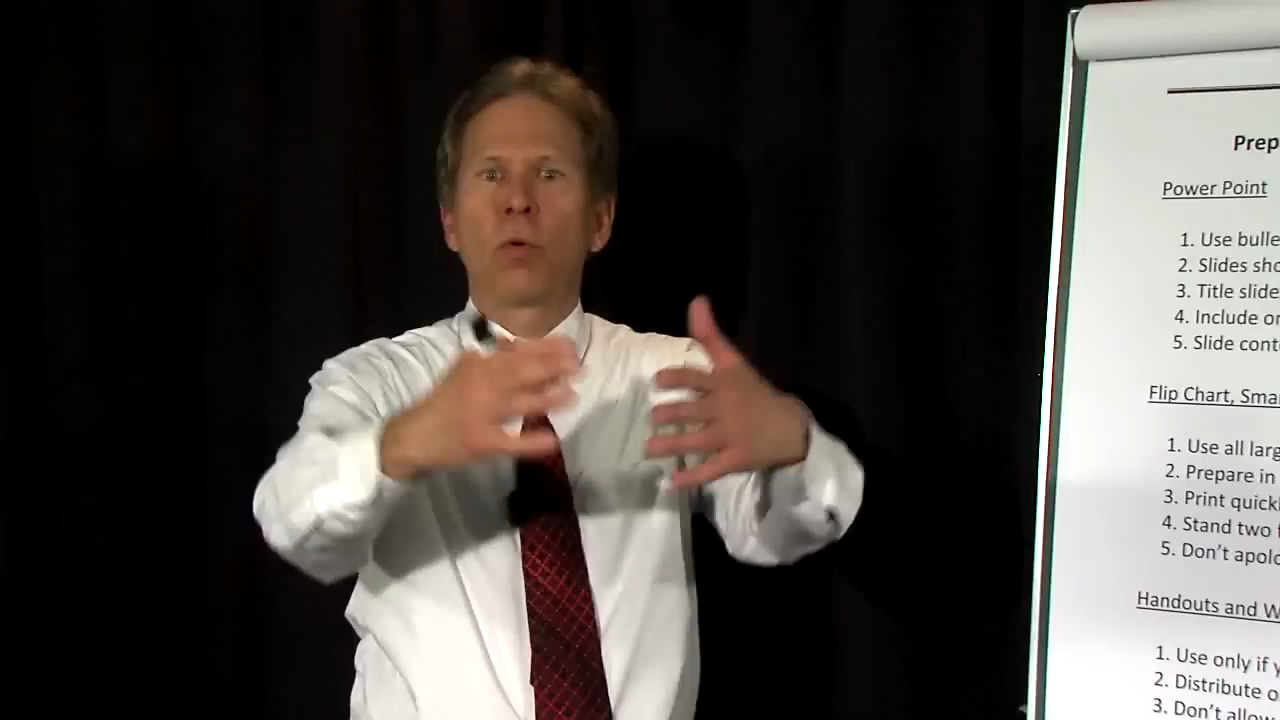 Prep
Power Point
1. Use bulle
2. Slides sho
3. Title slide
4. Include or
5. Slide cont
Flip Chart, Smar
1. Use all larg
2. Prepare in
3. Print quickl
4. Stand two
5. Don't apolo
Handouts and W
1. Use only if y
2. Distribute o
3. Don't allow